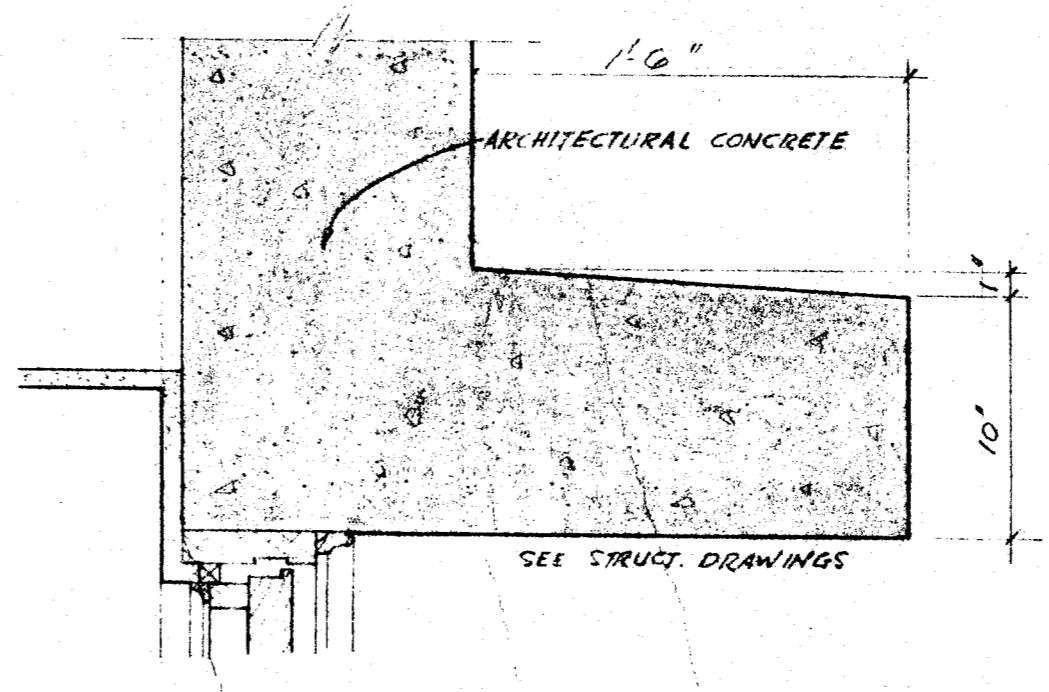 1'-6"
ARCHITECTURAL CONCRETE
1"
10"
SEE STRUCT. DRAWINGS